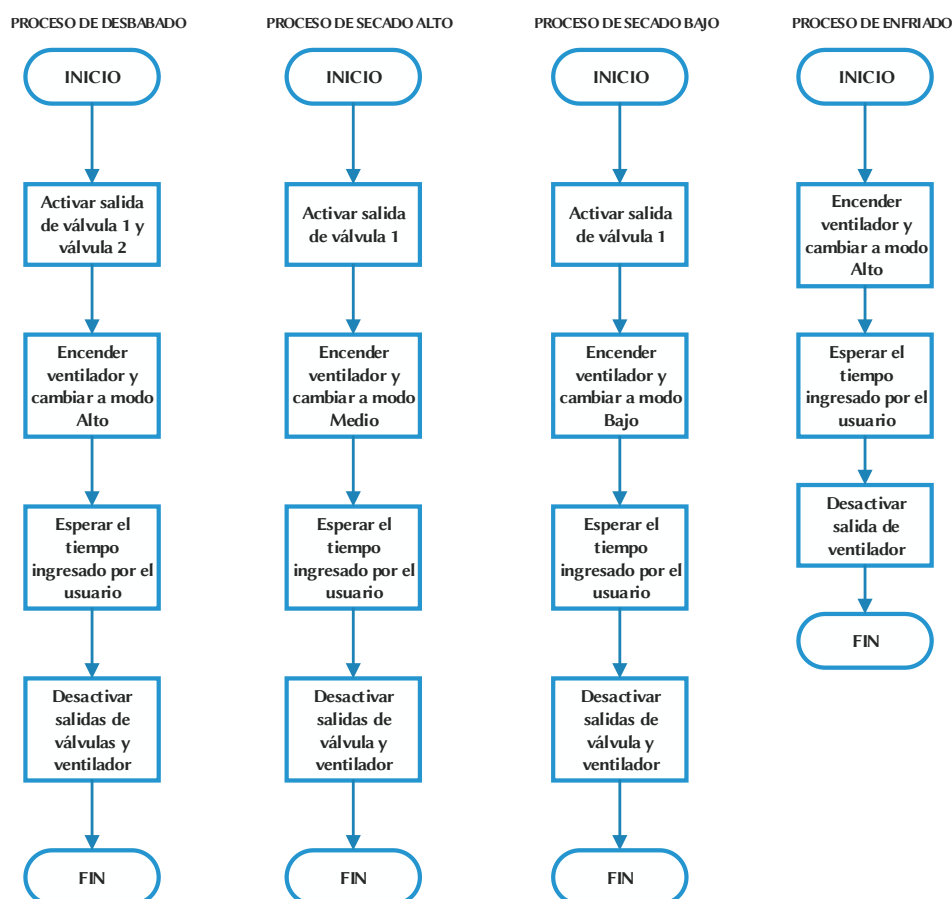 PROCESO DE DESBABADO
INICIO
Activar salida
de válvula 1 y
válvula 2
Encender
ventilador y
cambiar a modo
Alto
Esperar el
tiempo
ingresado por el
usuario
Desactivar
salidas de
válvulas y
ventilador
FIN
PROCESO DE SECADO ALTO
INICIO
Activar salida
de válvula 1
Encender
ventilador y
cambiar a modo
Medio
Esperar el
tiempo
ingresado por el
usuario
Desactivar
salidas de
válvula y
ventilador
FIN
PROCESO DE SECADO BAJO
INICIO
Activar salida
de válvula 1
Encender
ventilador y
cambiar a modo
Bajo
Esperar el
tiempo
ingresado por el
usuario
Desactivar
salidas de
válvula y
ventilador
FIN
PROCESO DE ENFRIADO
INICIO
Encender
ventilador y
cambiar a modo
Alto
Esperar el
tiempo
ingresado por el
usuario
Desactivar
salida de
ventilador
FIN